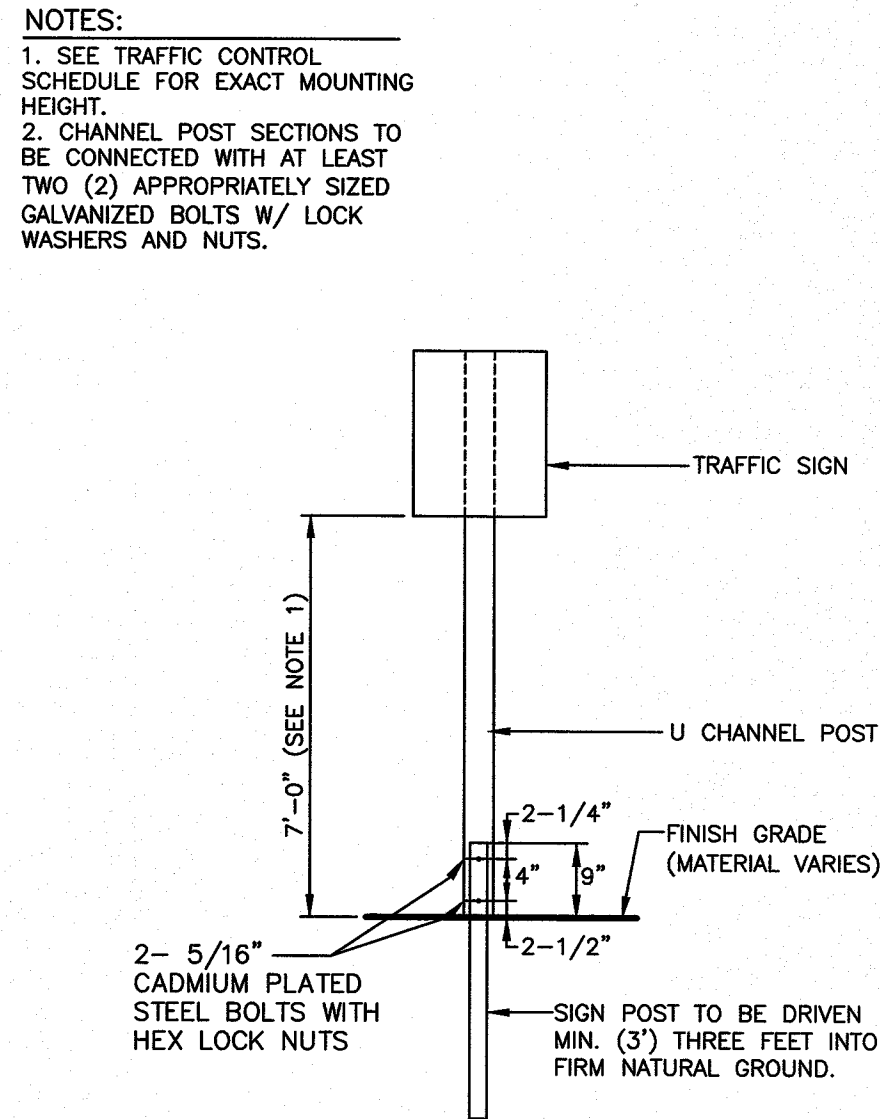 NOTES:
1. SEE TRAFFIC CONTROL
SCHEDULE FOR EXACT MOUNTING
HEIGHT.
2. CHANNEL POST SECTIONS TO
BE CONNECTED WITH AT LEAST
TWO (2) APPROPRIATELY SIZED
GALVANIZED BOLTS W/ LOCK
WASHERS AND NUTS.
TRAFFIC SIGN
7'-0" (SEE NOTE 1)
U CHANNEL POST
2-1/4"
FINISH GRADE
(MATERIAL VARIES)
4"
9"
2-1/2"
2- 5/16"
CADMIUM PLATED
STEEL BOLTS WITH
HEX LOCK NUTS
SIGN POST TO BE DRIVEN
MIN. (3') THREE FEET INTO
FIRM NATURAL GROUND.